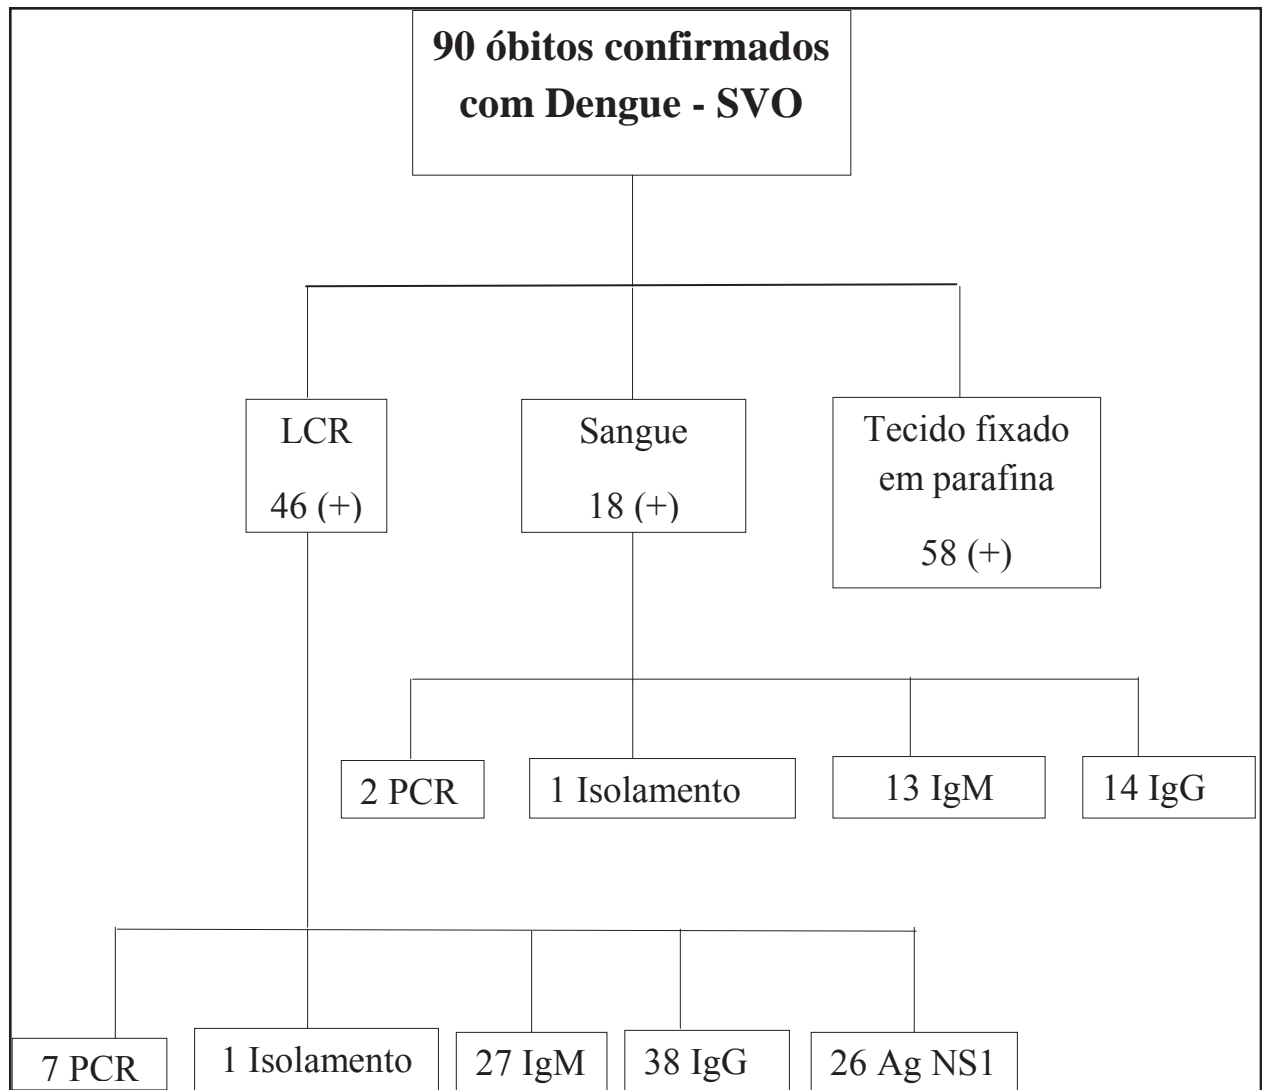 90 óbitos confirmados
com Dengue - SVO
LCR
46 (+)
Sangue
18 (+)
Tecido fixado
em parafina
58 (+)
2 PCR
1 Isolamento
13 IgM
14 IgG
7 PCR
1 Isolamento
27 IgM
38 IgG
26 Ag NS1